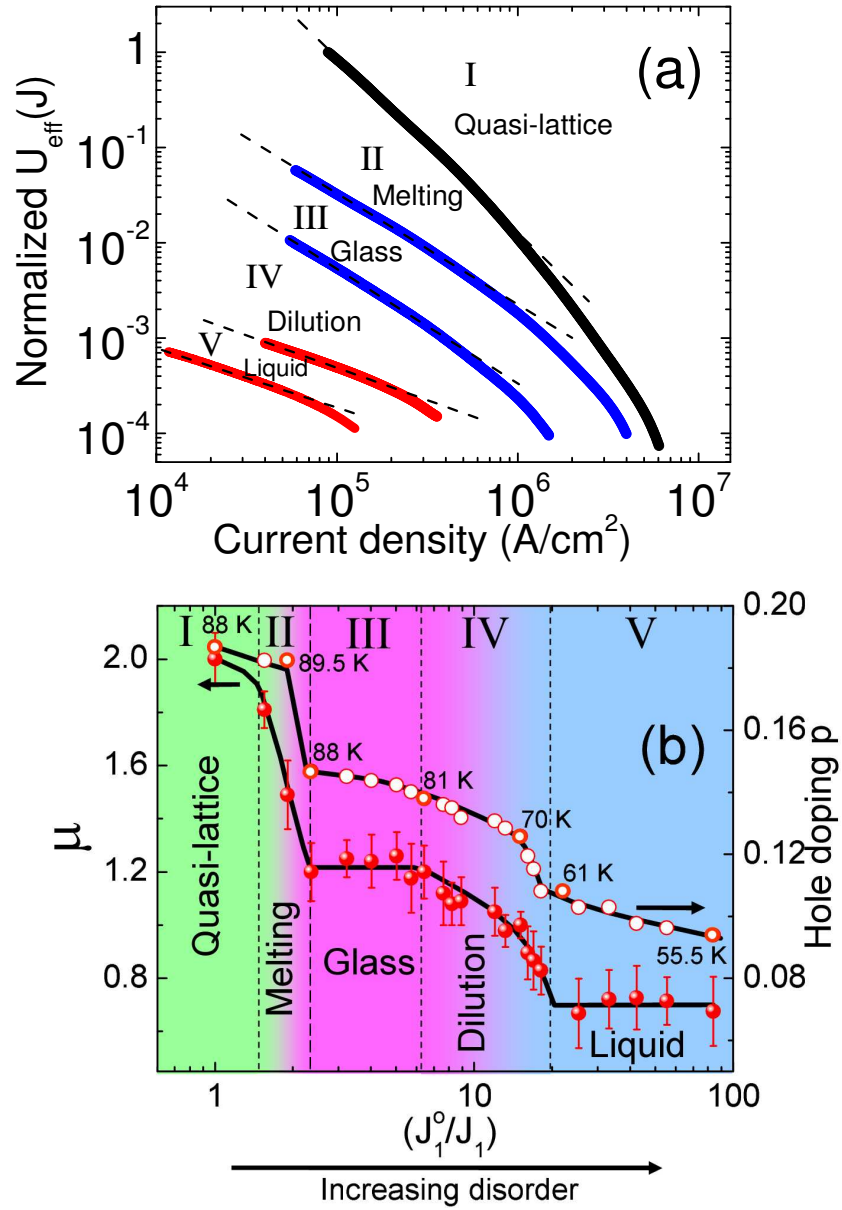 (a)
Normalized U_eff(J)
1
10^-1
10^-2
10^-3
10^-4
I
Quasi-lattice
II
Melting
III
Glass
IV
Dilution
V
Liquid
10^4 10^5 10^6 10^7
Current density (A/cm^2)
(b)
μ
2.0
1.6
1.2
0.8
I II III IV V
88 K
89.5 K
88 K
81 K
70 K
61 K
55.5 K
Quasi-lattice
Melting
Glass
Dilution
Liquid
0.20
0.16
0.12
0.08
Hole doping p
1 10 100
(J_1^o/J_1)
Increasing disorder